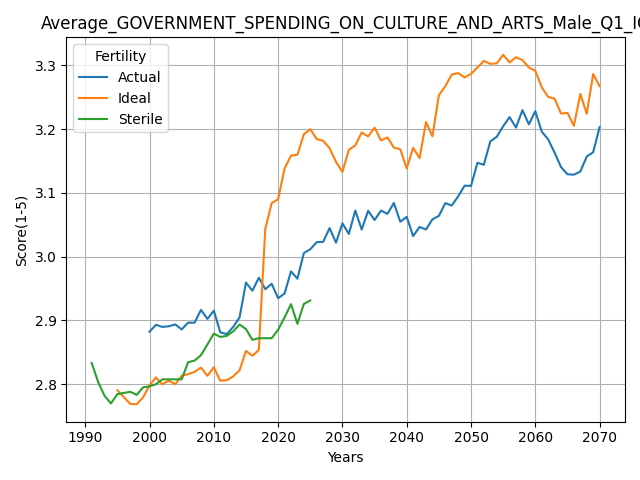 Average_GOVERNMENT_SPENDING_ON_CULTURE_AND_ARTS_Male_Q1_IQ
Fertility
Actual
Ideal
Sterile
Score(1-5)
3.3
3.2
3.1
3.0
2.9
2.8
1990 2000 2010 2020 2030 2040 2050 2060 2070
Years